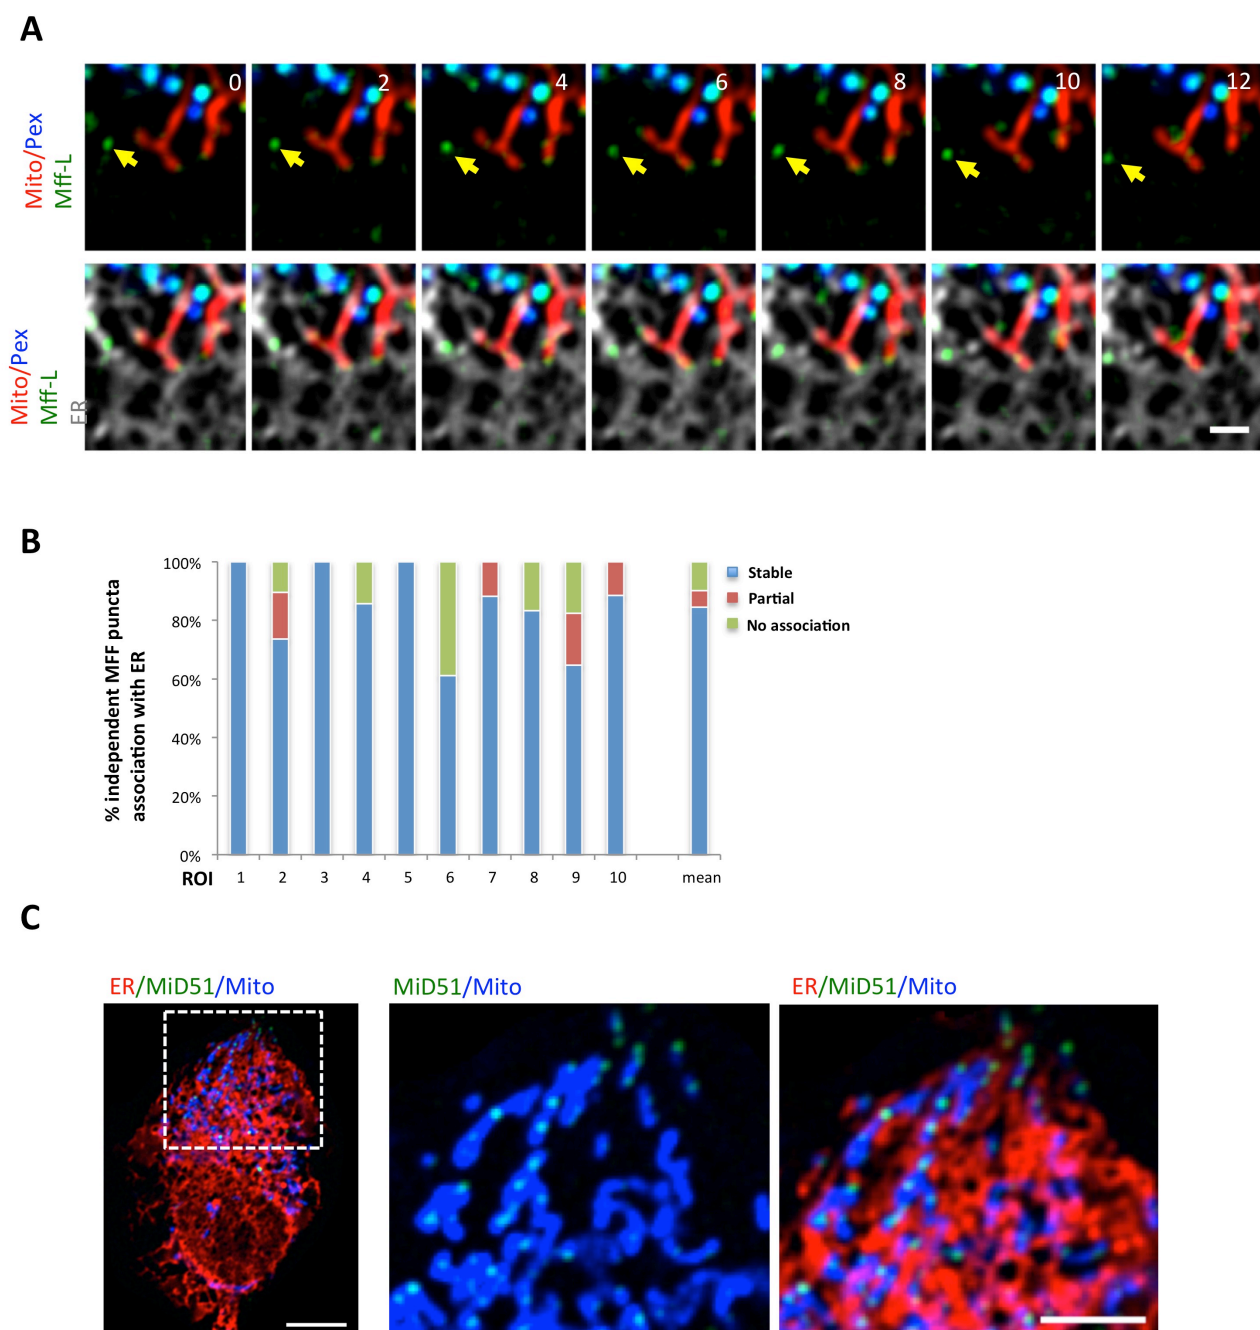 A
0 2 4 6 8 10 12
Mito/Pex
Mff-L
Mito/Pex
Mff-L
ER
B
% independent MFF puncta
association with ER
100%
80%
60%
40%
20%
0%
Stable
Partial
No association
ROI 1 2 3 4 5 6 7 8 9 10 mean
C
ER/MiD51/Mito
MiD51/Mito
ER/MiD51/Mito